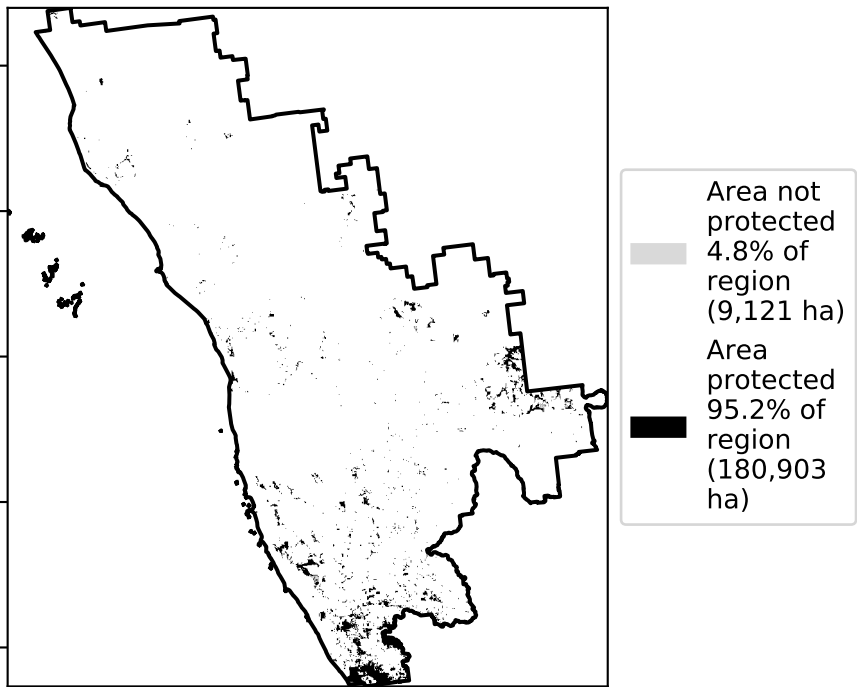 Area not
protected
4.8% of
region
(9,121 ha)
Area
protected
95.2% of
region
(180,903
ha)